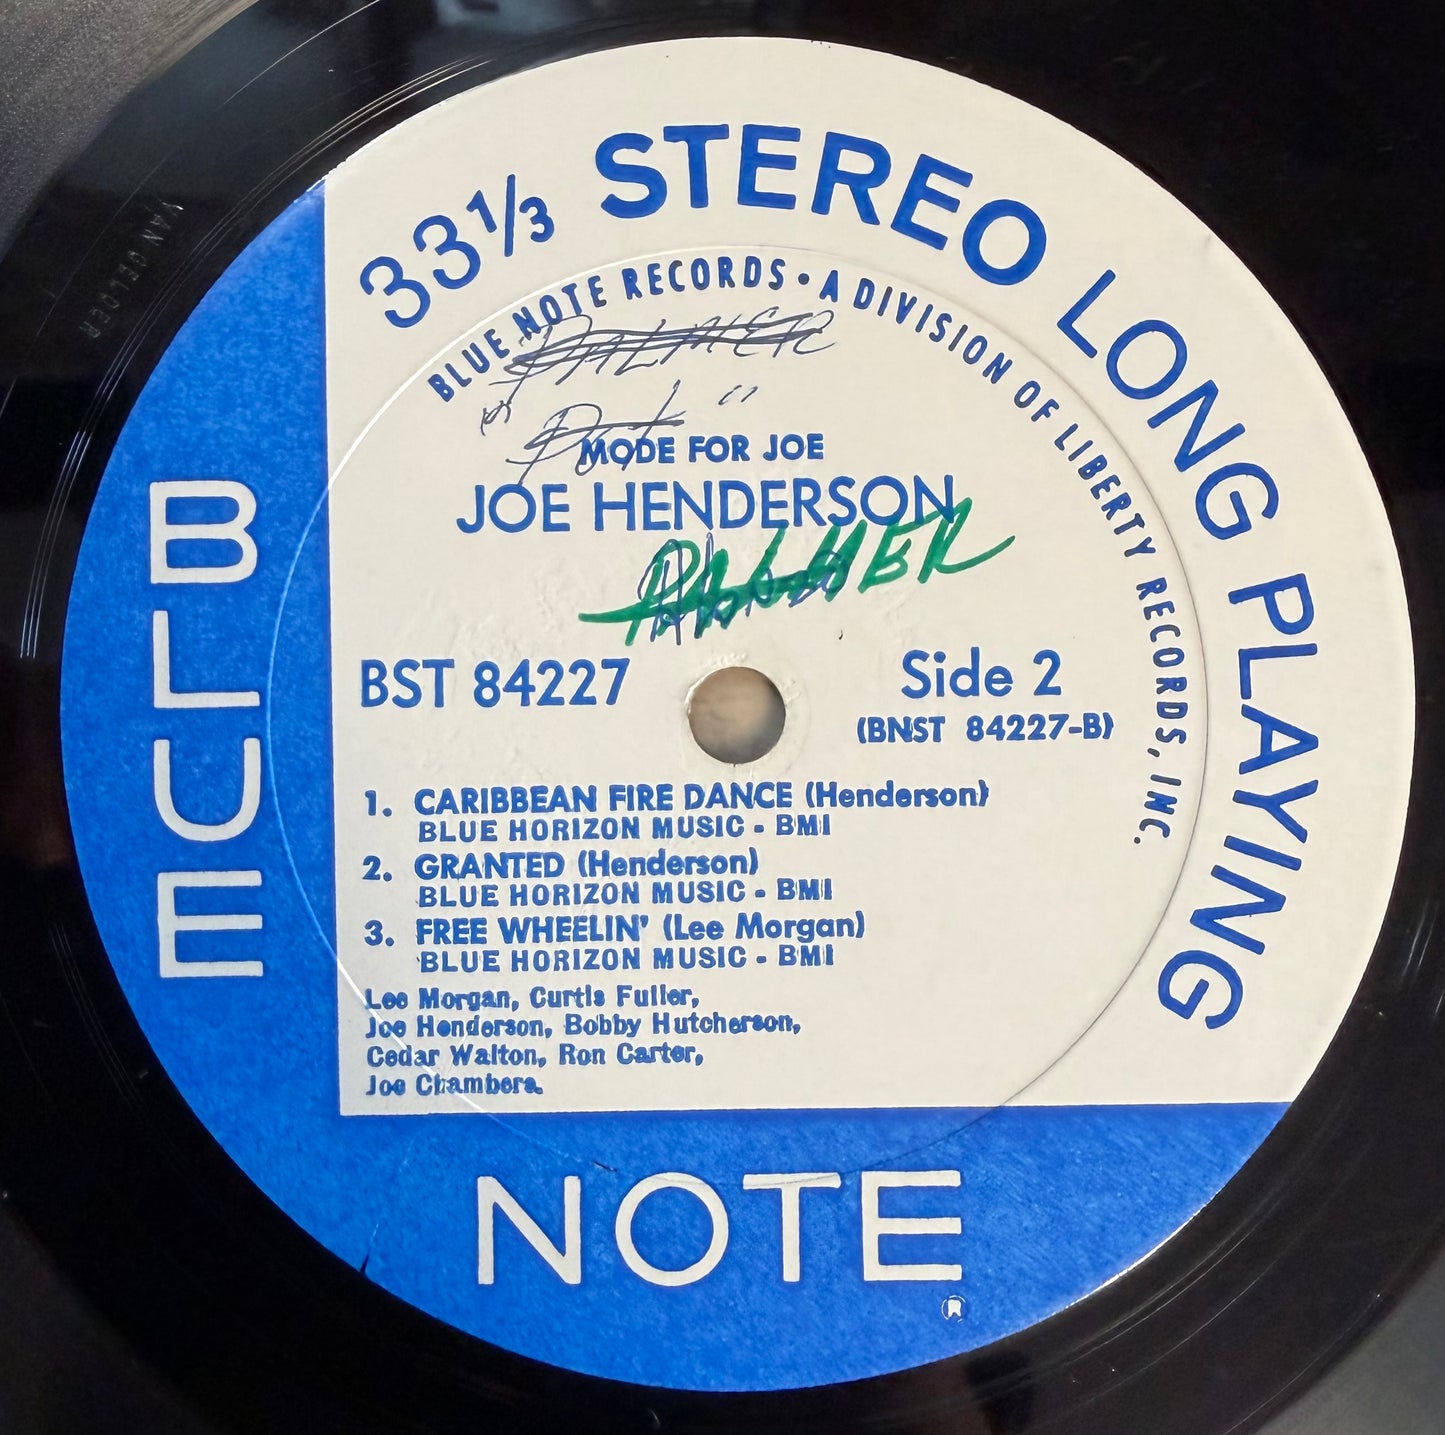 33 1/3 STEREO LONG PLAYING
BLUE NOTE RECORDS • A DIVISION OF LIBERTY RECORDS, INC.
PALMER
MODE FOR JOE
JOE HENDERSON
PALMER
BST 84227
Side 2
(BNST 84227-B)
1. CARIBBEAN FIRE DANCE (Henderson)
BLUE HORIZON MUSIC - BMI
2. GRANTED (Henderson)
BLUE HORIZON MUSIC - BMI
3. FREE WHEELIN' (Lee Morgan)
BLUE HORIZON MUSIC - BMI
Lee Morgan, Curtis Fuller,
Joe Henderson, Bobby Hutcherson,
Cedar Walton, Ron Carter,
Joe Chambers.
BLUE
NOTE
®
VAN GELDER